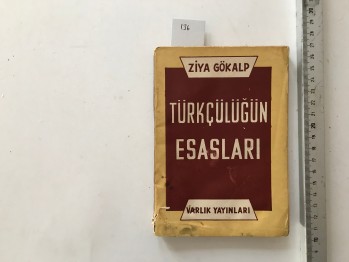 136
ZİYA GÖKALP
TÜRKÇÜLÜĞÜN
ESASLARI
VARLIK YAYINLARI